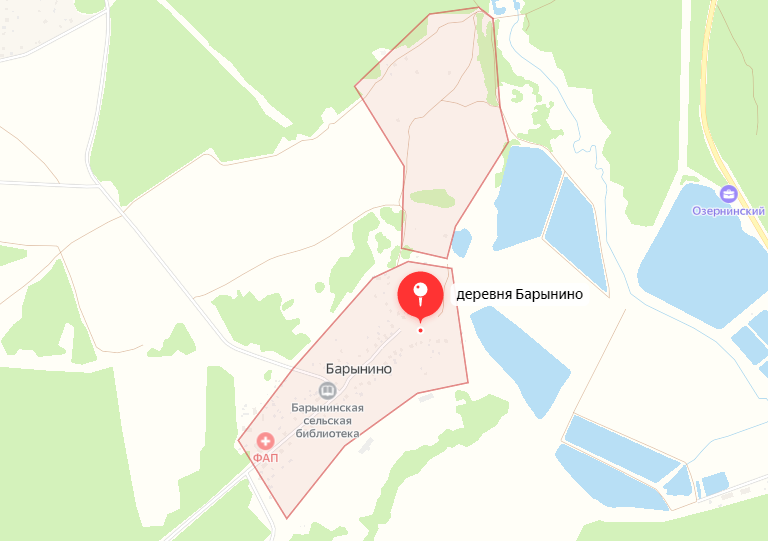 Озернинский
деревня Барынино
Барынино
Барынинская
сельская
библиотека
ФАП